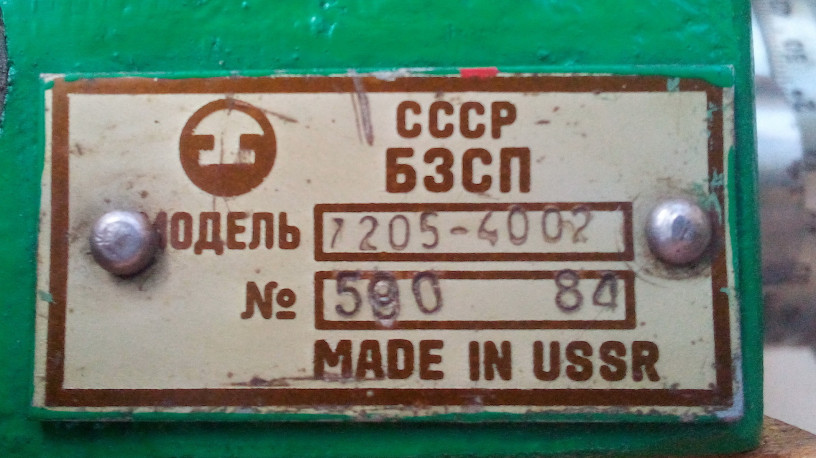 СССР
БЗСП
МОДЕЛЬ 7205-4002
№ 590 84
MADE IN USSR